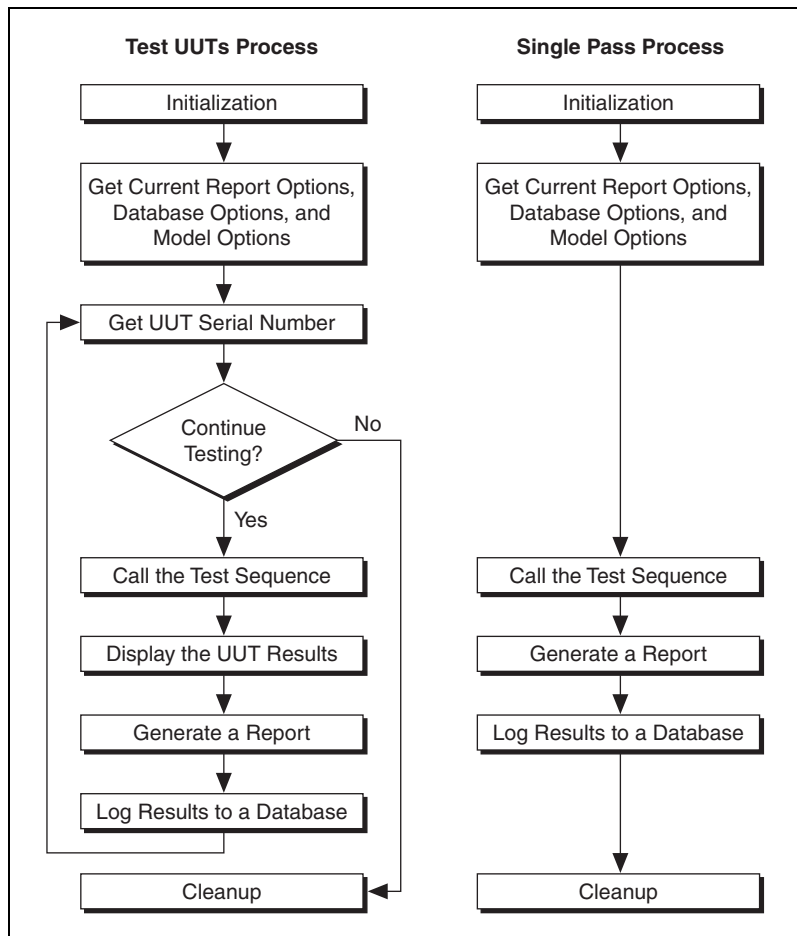 Test UUTs Process
Initialization
Get Current Report Options,
Database Options, and
Model Options
Get UUT Serial Number
Continue
Testing?
No
Yes
Call the Test Sequence
Display the UUT Results
Generate a Report
Log Results to a Database
Cleanup
Single Pass Process
Initialization
Get Current Report Options,
Database Options, and
Model Options
Call the Test Sequence
Generate a Report
Log Results to a Database
Cleanup